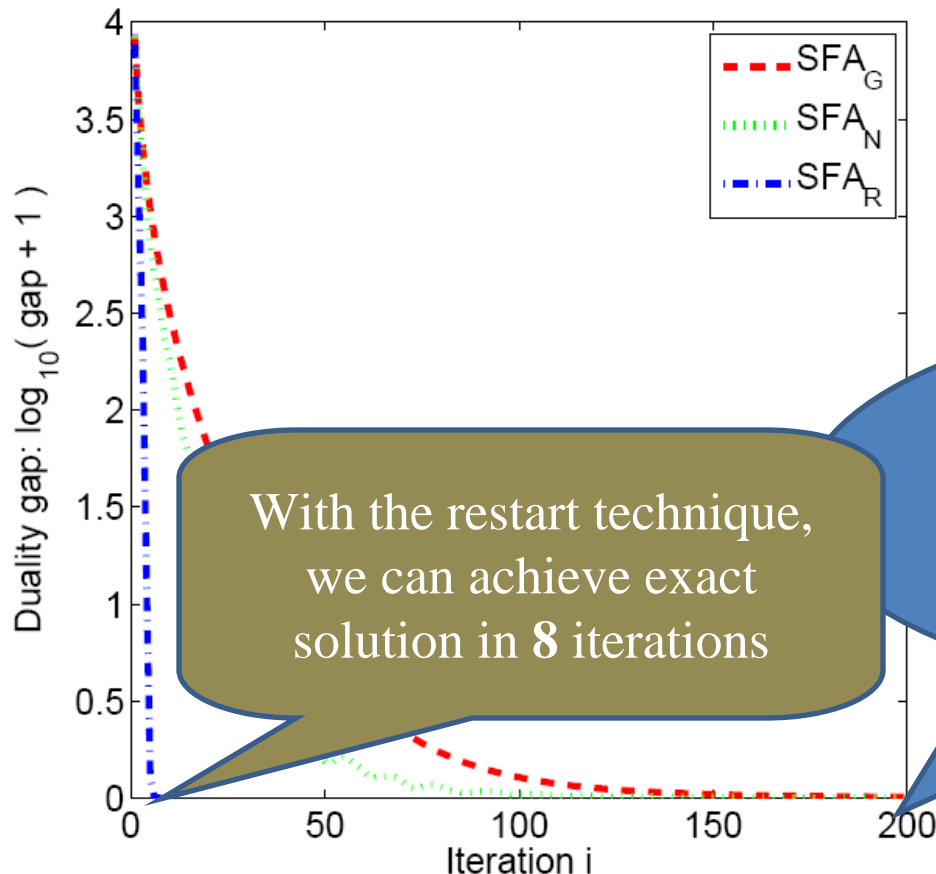 4
3.5
3
2.5
2
1.5
1
0.5
0
Duality gap: log10( gap + 1 )
SFAG
SFAN
SFAR
With the restart technique,
we can achieve exact
solution in 8 iterations
0
50
100
150
200
Iteration i